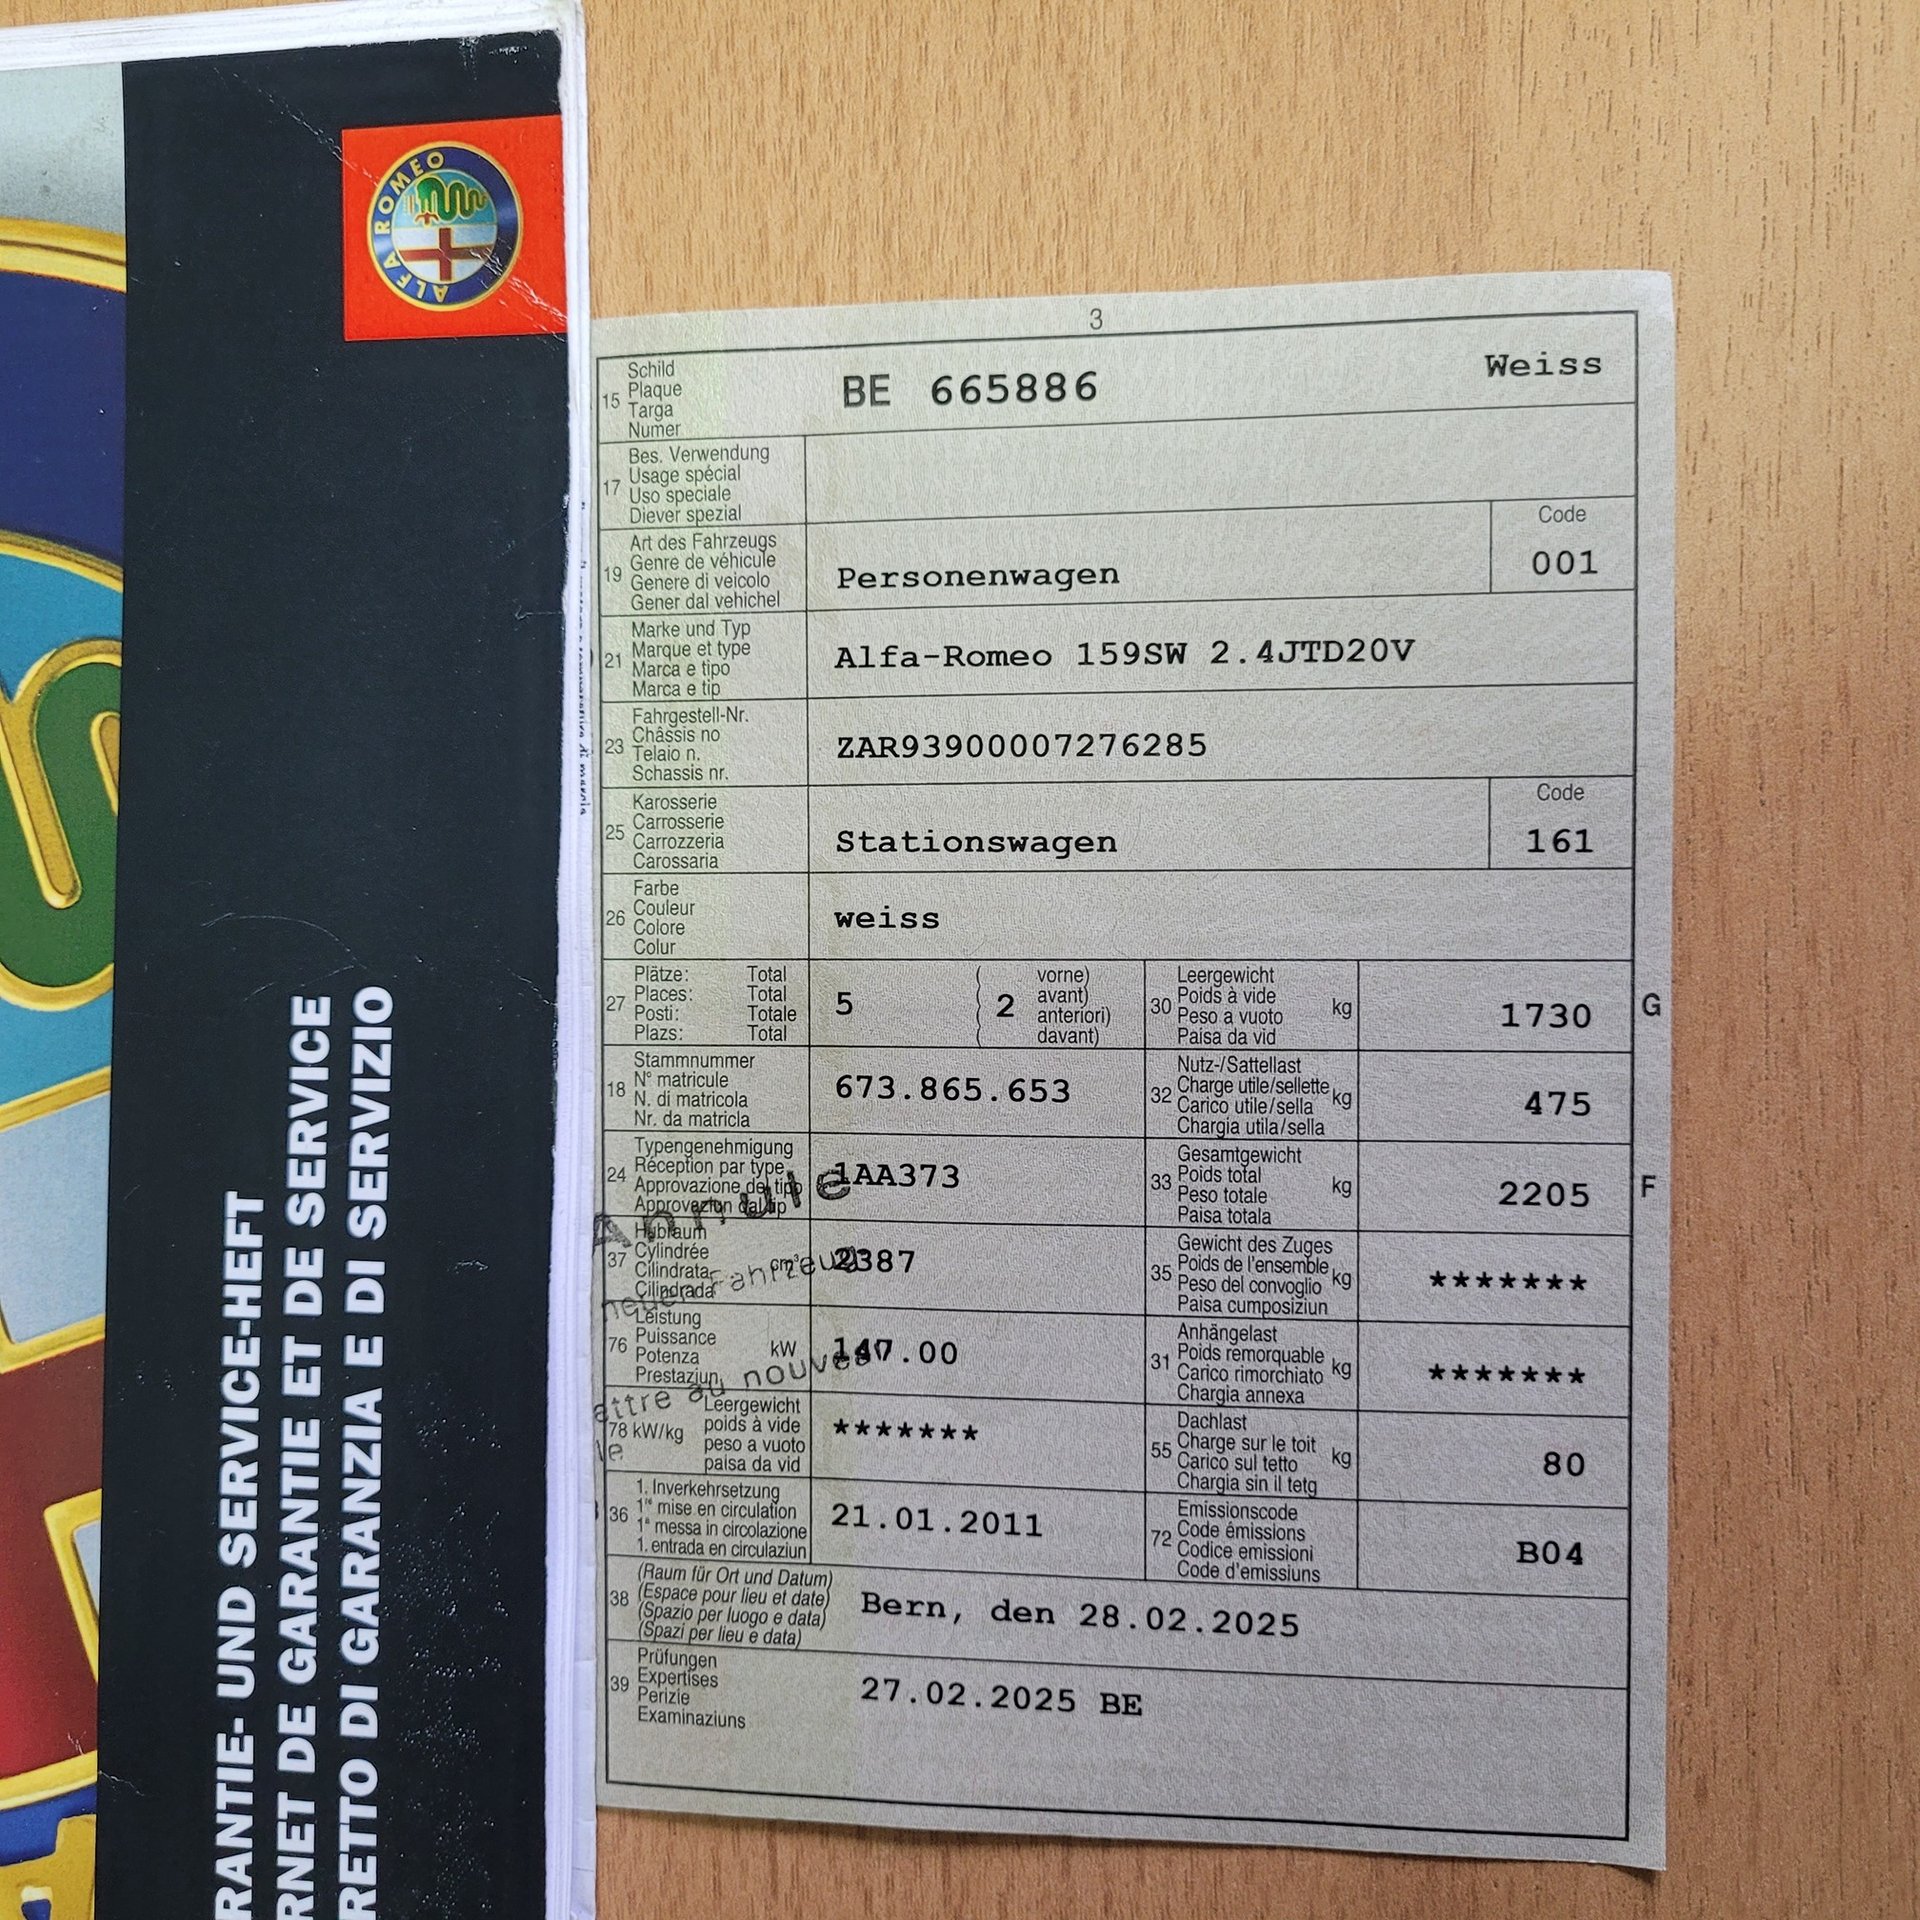 ALFA ROMEO
RANTIE- UND SERVICE-HEFT
RNET DE GARANTIE ET DE SERVICE
RETTO DI GARANZIA E DI SERVIZIO
3
15 Schild
Plaque
Targa
Numer
BE 665886
Weiss
17 Bes. Verwendung
Usage spécial
Uso speciale
Diever spezial
19 Art des Fahrzeugs
Genre de véhicule
Genere di veicolo
Gener dal vehichel
Personenwagen
Code
001
21 Marke und Typ
Marque et type
Marca e tipo
Marca e tip
Alfa-Romeo 159SW 2.4JTD20V
23 Fahrgestell-Nr.
Châssis no
Telaio n.
Schassis nr.
ZAR93900007276285
25 Karosserie
Carrosserie
Carrozzeria
Carossaria
Stationswagen
Code
161
26 Farbe
Couleur
Colore
Colur
weiss
27 Plätze: Total
Places: Total
Posti: Totale
Plazs: Total
5
( 2 vorne)
avant)
anteriori)
davant)
30 Leergewicht
Poids à vide
Peso a vuoto
Paisa da vid
kg
1730
G
18 Stammnummer
N° matricule
N. di matricola
Nr. da matricla
673.865.653
32 Nutz-/Sattellast
Charge utile/sellette
Carico utile/sella
Chargia utila/sella
kg
475
24 Typengenehmigung
Réception par type
Approvazione del tipo
Approvaziun dal tip
1AA373
33 Gesamtgewicht
Poids total
Peso totale
Paisa totala
kg
2205
F
Annulé
37 Hubraum
Cylindrée
Cilindrata
Cilindrada
cm³
2387
neuen Fahrzeug
35 Gewicht des Zuges
Poids de l'ensemble
Peso del convoglio
Paisa cumposiziun
kg
*******
76 Leistung
Puissance
Potenza
Prestaziun
kW
147.00
ettre au nouveau
31 Anhängelast
Poids remorquable
Carico rimorchiato
Chargia annexa
kg
*******
78 kW/kg Leergewicht
poids à vide
peso a vuoto
paisa da vid
*******
le
55 Dachlast
Charge sur le toit
Carico sul tetto
Chargia sin il tetg
kg
80
36 1. Inverkehrsetzung
1re mise en circulation
1a messa in circolazione
1. entrada en circulaziun
21.01.2011
72 Emissionscode
Code émissions
Codice emissioni
Code d'emissiuns
B04
38 (Raum für Ort und Datum)
(Espace pour lieu et date)
(Spazio per luogo e data)
(Spazi per lieu e data)
Bern, den 28.02.2025
39 Prüfungen
Expertises
Perizie
Examinaziuns
27.02.2025 BE